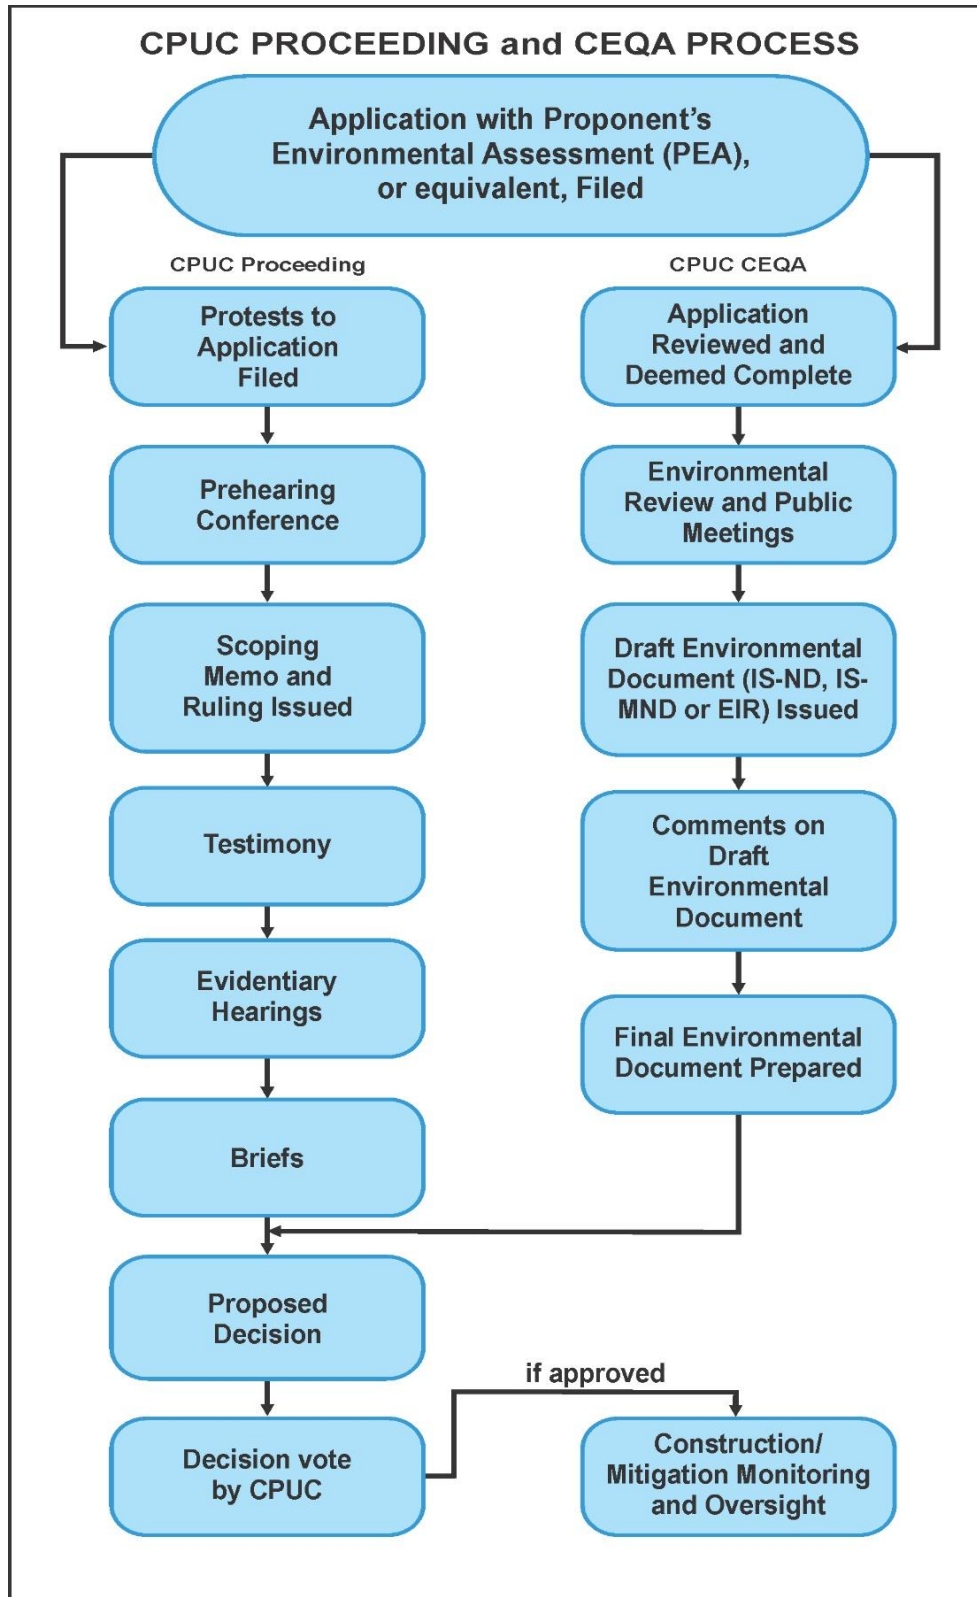 CPUC PROCEEDING and CEQA PROCESS
Application with Proponent's
Environmental Assessment (PEA),
or equivalent, Filed
CPUC Proceeding
Protests to
Application
Filed
Prehearing
Conference
Scoping
Memo and
Ruling Issued
Testimony
Evidentiary
Hearings
Briefs
CPUC CEQA
Application
Reviewed and
Deemed Complete
Environmental
Review and Public
Meetings
Draft Environmental
Document (IS-ND, IS-
MND or EIR) Issued
Comments on
Draft
Environmental
Document
Final Environmental
Document Prepared
Proposed
Decision
Decision vote
by CPUC
if approved
Construction/
Mitigation Monitoring
and Oversight